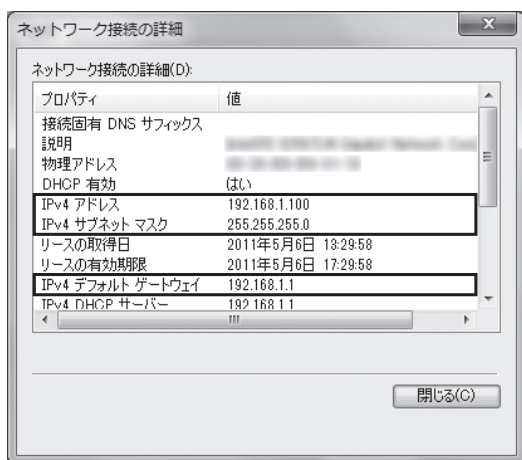 ネットワーク接続の詳細
ネットワーク接続の詳細(D):
プロパティ 値
接続固有 DNS サフィックス
説明
物理アドレス
DHCP 有効 はい
IPv4 アドレス 192.168.1.100
IPv4 サブネット マスク 255.255.255.0
リースの取得日 2011年5月6日 13:29:58
リースの有効期限 2011年5月6日 17:29:58
IPv4 デフォルト ゲートウェイ 192.168.1.1
IPv4 DHCP サーバー 192.168.1.1
閉じる(C)